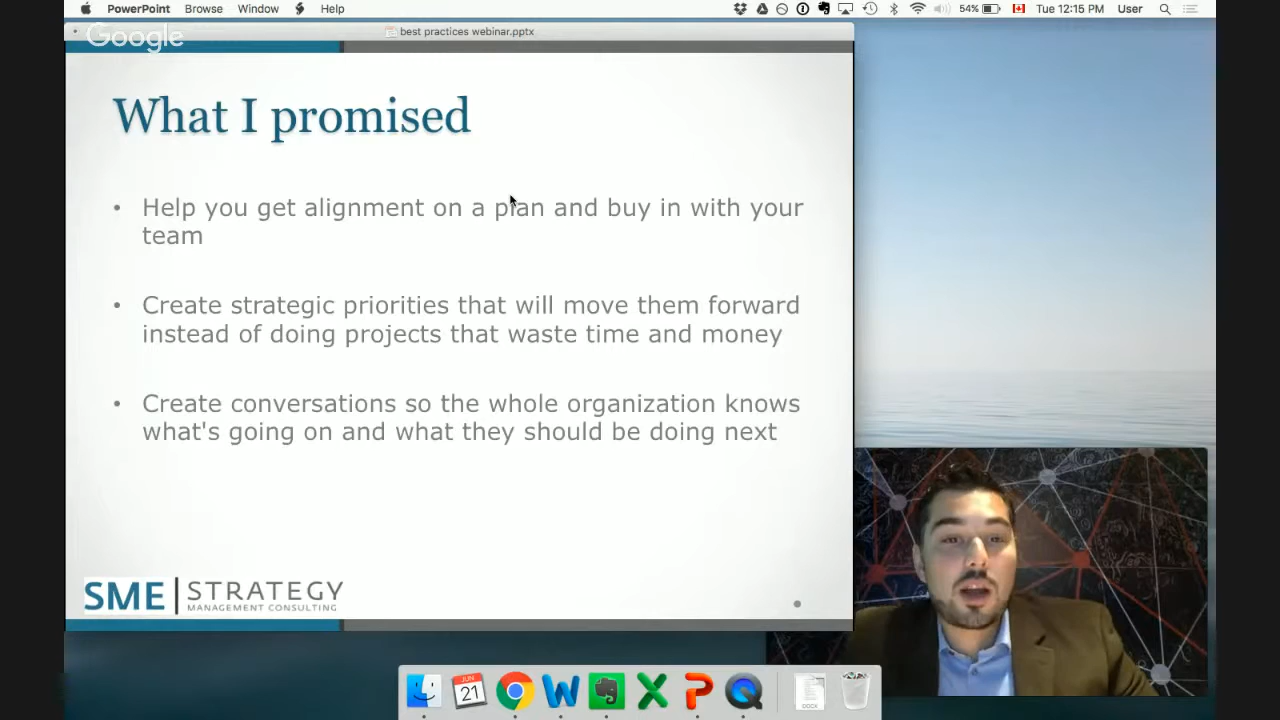 PowerPoint Browse Window Help 54% Tue 12:15 PM User
best practices webinar.pptx
Google
What I promised
• Help you get alignment on a plan and buy in with your
team
• Create strategic priorities that will move them forward
instead of doing projects that waste time and money
• Create conversations so the whole organization knows
what's going on and what they should be doing next
SME STRATEGY
MANAGEMENT CONSULTING
JUN
21
DOCX